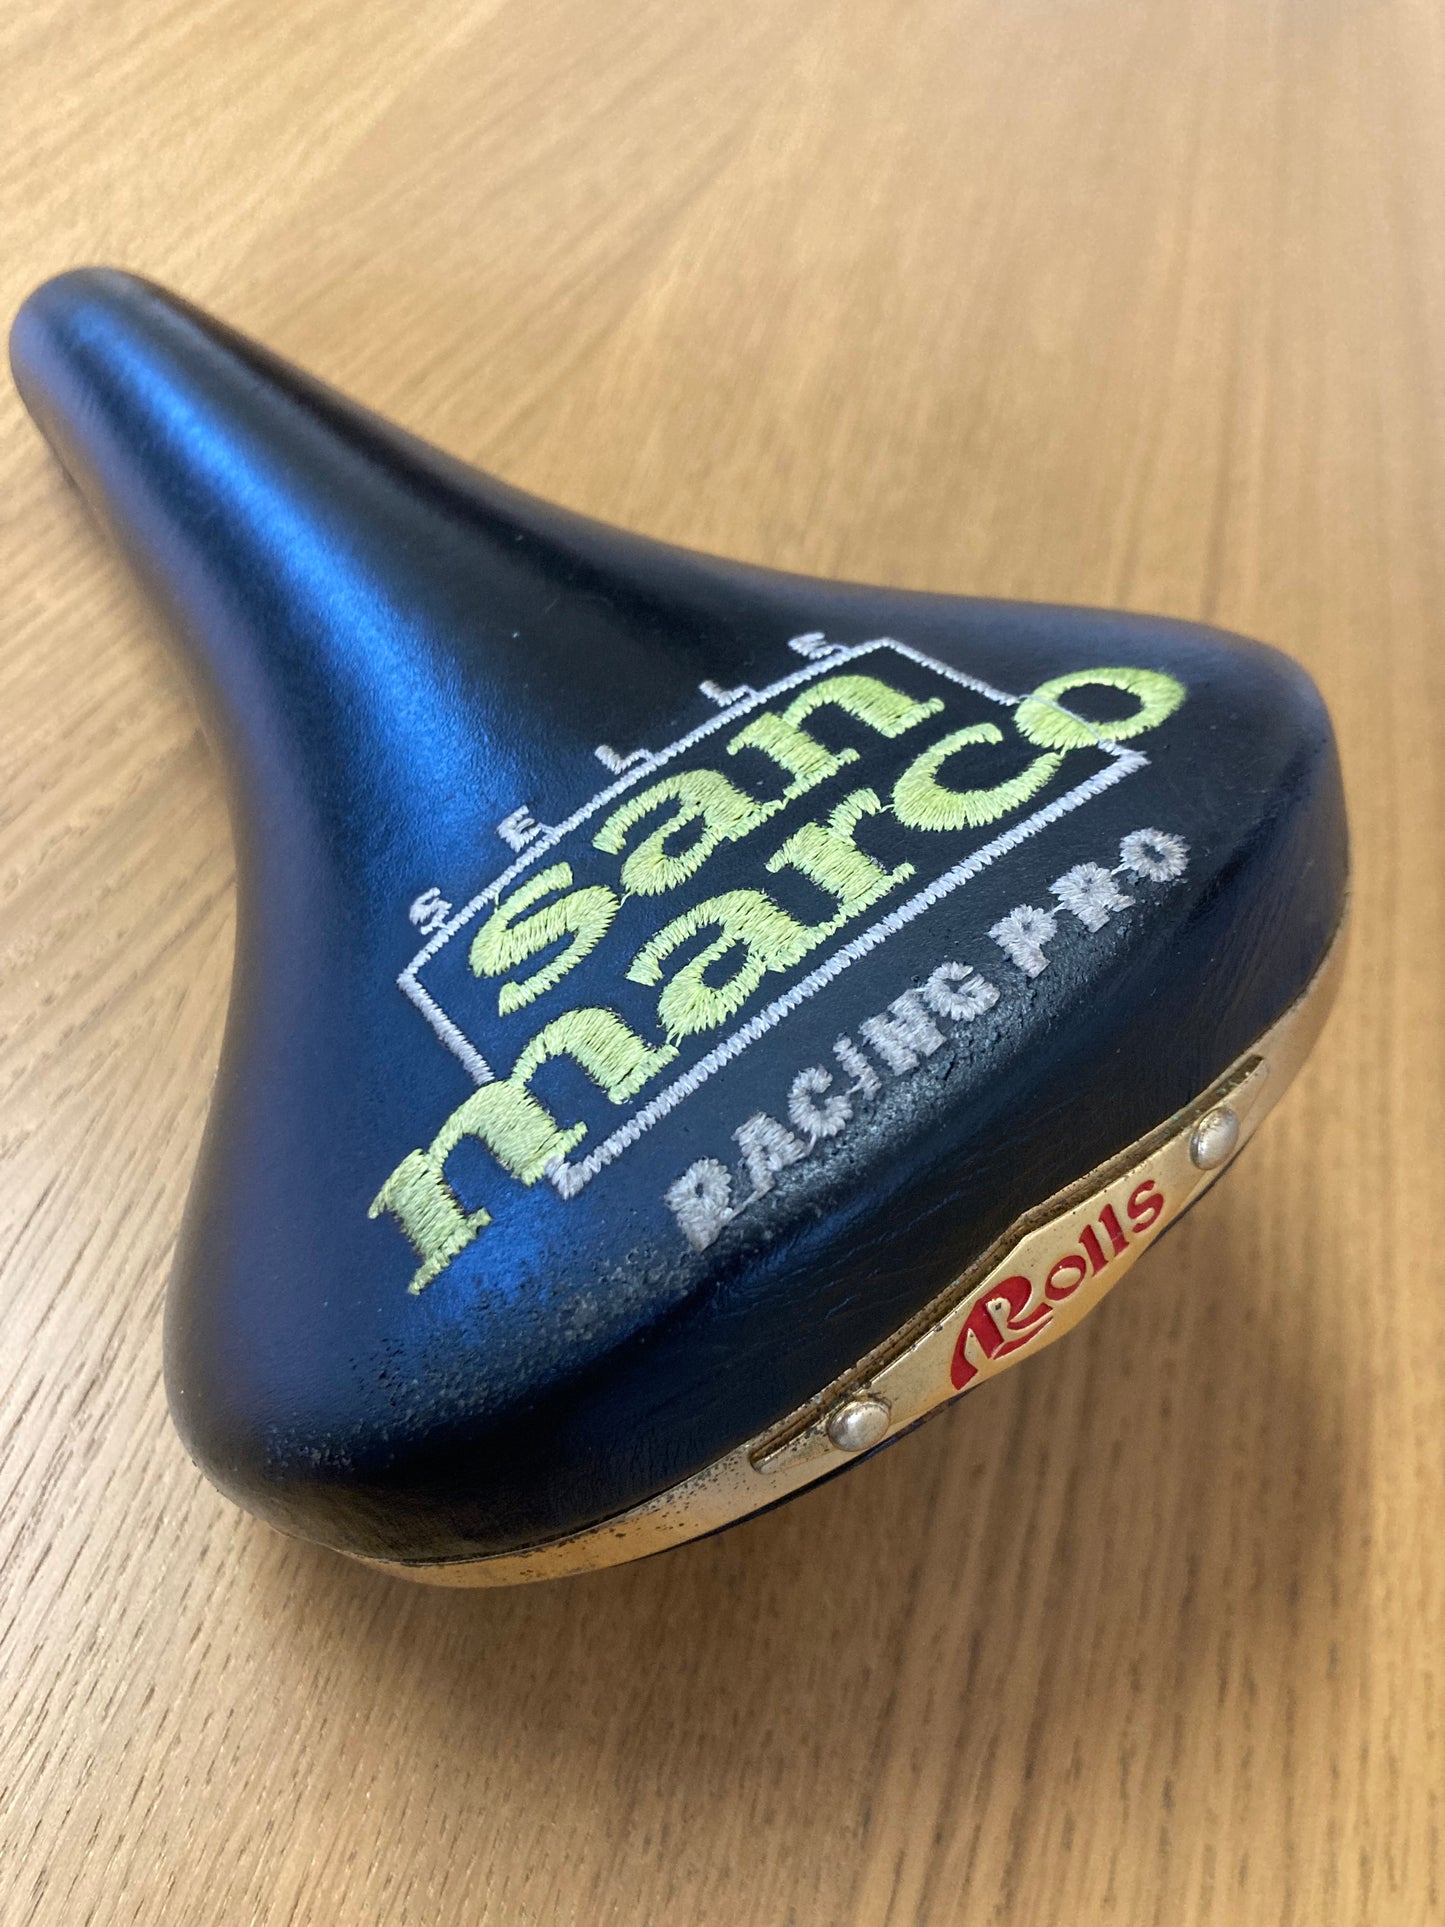 SELLE
san
marco
RACING PRO
Rolls